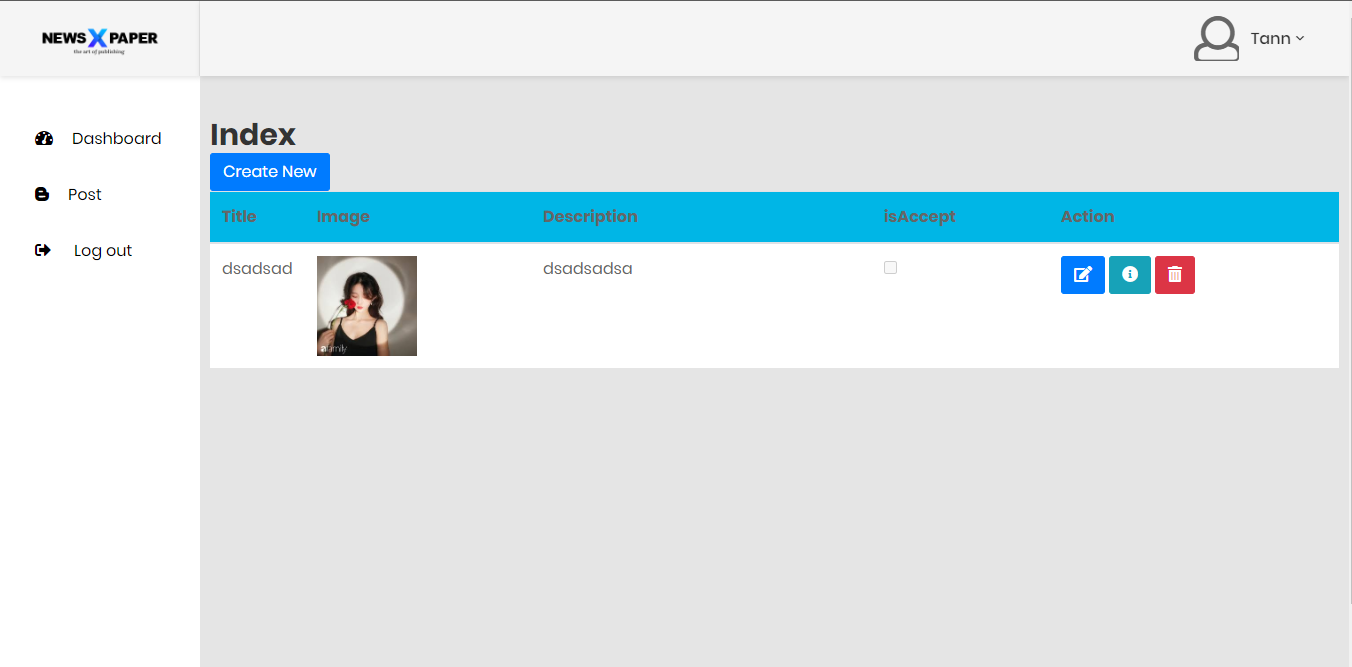 NEWS X PAPER
the art of publishing
Tann
Dashboard
Post
Log out
Index
Create New
Title Image Description isAccept Action
dsadsad dsadsadsa
afamily